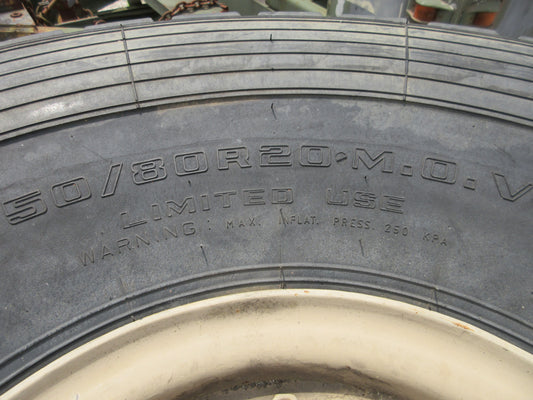 50/80R20 M.O.V
LIMITED USE
WARNING: MAX. INFLAT. PRESS. 250 KPA